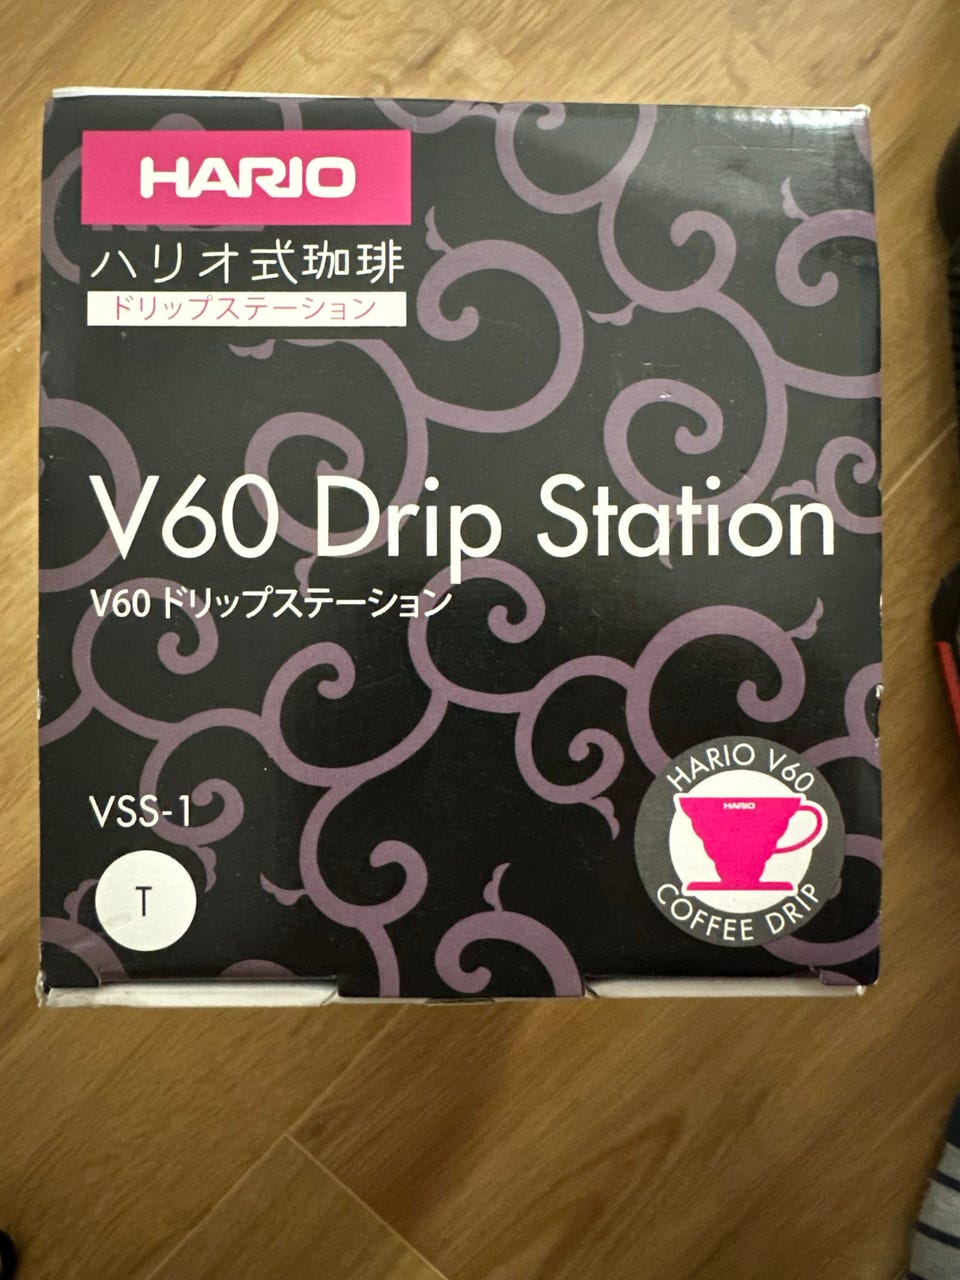 HARIO
ハリオ式珈琲
ドリップステーション
V60 Drip Station
V60 ドリップステーション
VSS-1
T
HARIO V60
HARIO
COFFEE DRIP